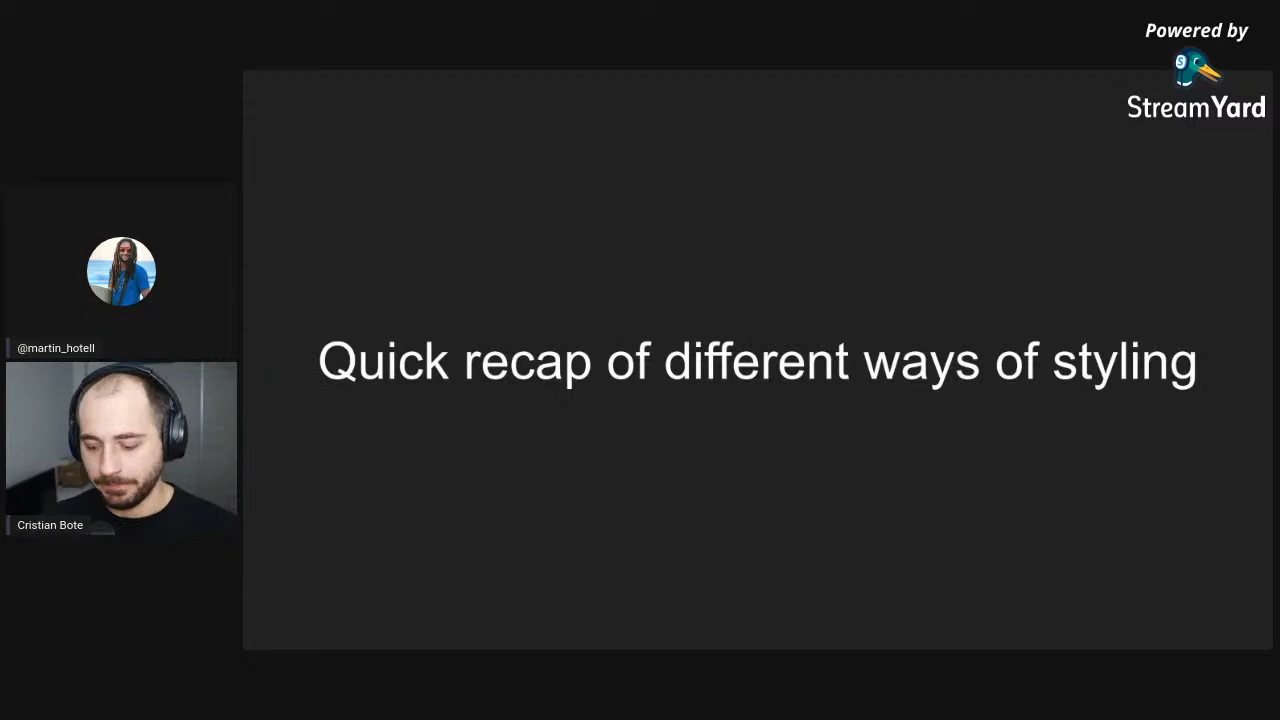 Powered by
StreamYard
Quick recap of different ways of styling
@martin_hotell
Cristian Bote